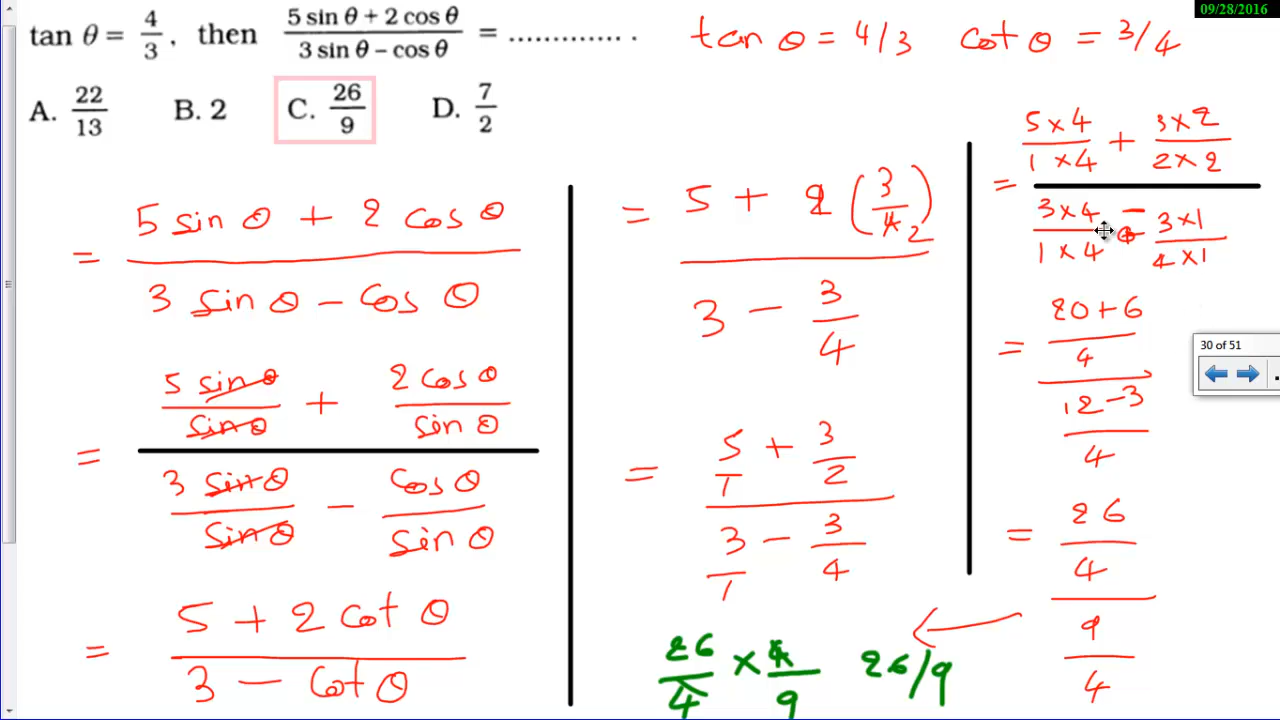 09/28/2016
tan θ = 4/3 , then (5 sin θ + 2 cos θ)/(3 sin θ − cos θ) = ............. .
A. 22/13 B. 2 C. 26/9 D. 7/2
= (5 sin θ + 2 cos θ)/(3 sin θ − cos θ)
= (5 sin θ/sin θ + 2 cos θ/sin θ)/(3 sin θ/sin θ − cos θ/sin θ)
= (5 + 2 cot θ)/(3 − cot θ)
= (5 + 2 (3/4 2))/(3 − 3/4)
= (5/1 + 3/2)/(3/1 − 3/4)
26/4 × 4/9 26/9
tan θ = 4/3 cot θ = 3/4
= (5×4/1×4 + 3×2/2×2)/(3×4/1×4 − 3×1/4×1)
= ((20+6)/4)/((12−3)/4)
= (26/4)/(9/4)
30 of 51